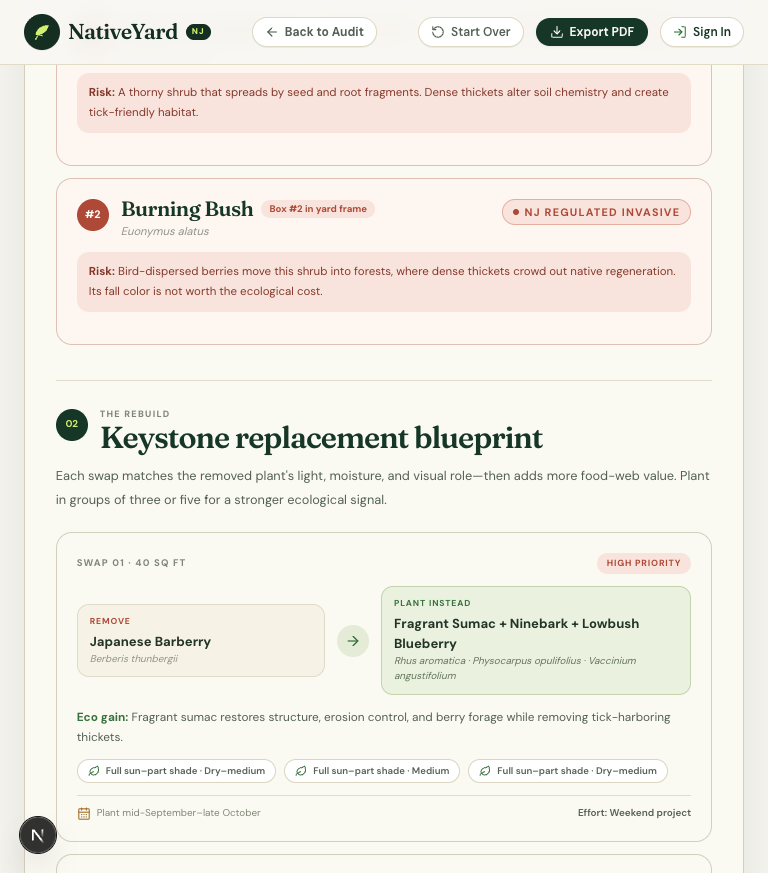 NativeYard NJ
Back to Audit
Start Over
Export PDF
Sign In
Risk: A thorny shrub that spreads by seed and root fragments. Dense thickets alter soil chemistry and create
tick-friendly habitat.
#2
Burning Bush
Box #2 in yard frame
NJ REGULATED INVASIVE
Euonymus alatus
Risk: Bird-dispersed berries move this shrub into forests, where dense thickets crowd out native regeneration.
Its fall color is not worth the ecological cost.
02
THE REBUILD
Keystone replacement blueprint
Each swap matches the removed plant's light, moisture, and visual role—then adds more food-web value. Plant
in groups of three or five for a stronger ecological signal.
SWAP 01 · 40 SQ FT
HIGH PRIORITY
REMOVE
Japanese Barberry
Berberis thunbergii
PLANT INSTEAD
Fragrant Sumac + Ninebark + Lowbush
Blueberry
Rhus aromatica · Physocarpus opulifolius · Vaccinium
angustifolium
Eco gain: Fragrant sumac restores structure, erosion control, and berry forage while removing tick-harboring
thickets.
Full sun–part shade · Dry–medium
Full sun–part shade · Medium
Full sun–part shade · Dry–medium
Plant mid-September–late October
Effort: Weekend project
N